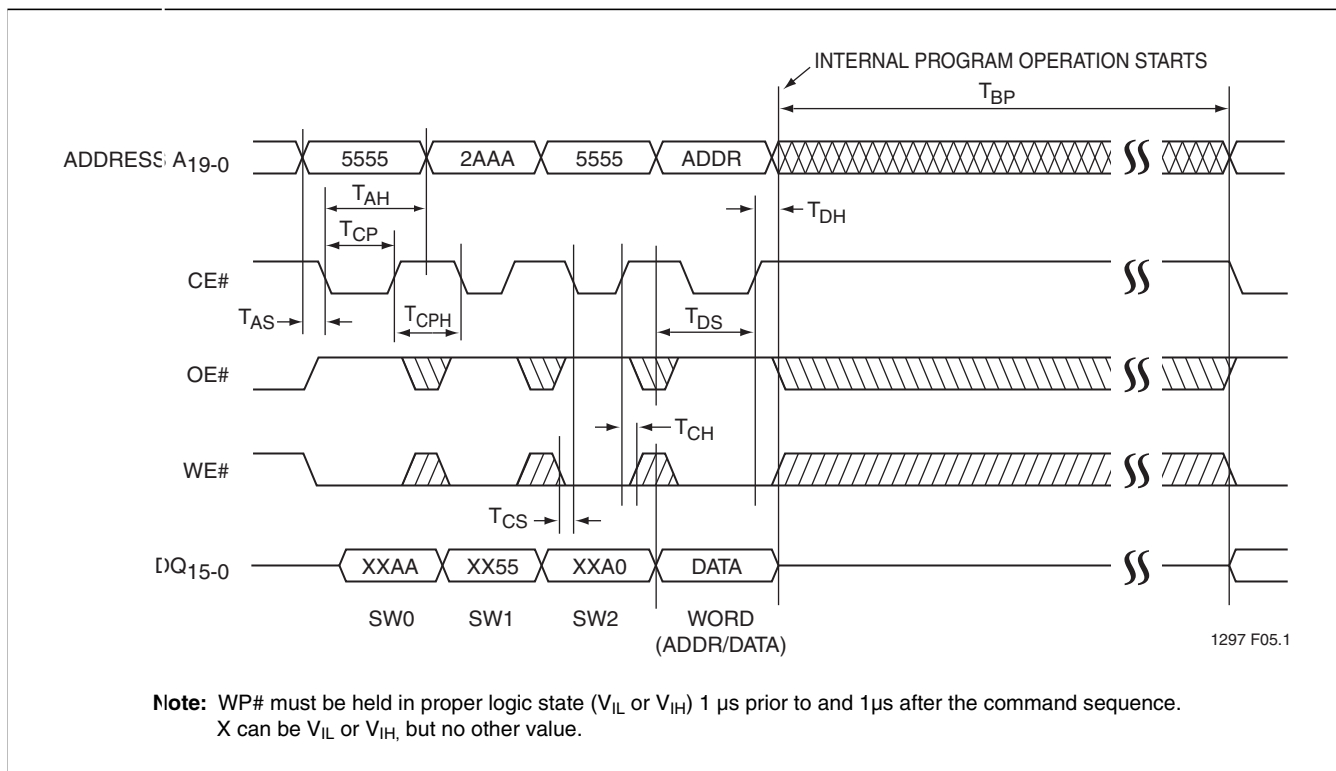 INTERNAL PROGRAM OPERATION STARTS
TBP
ADDRESS A19-0
5555 2AAA 5555 ADDR
TAH
TDH
TCP
CE#
TAS
TCPH
TDS
OE#
TCH
WE#
TCS
DQ15-0
XXAA XX55 XXA0 DATA
SW0 SW1 SW2 WORD
(ADDR/DATA)
1297 F05.1
Note: WP# must be held in proper logic state (VIL or VIH) 1 µs prior to and 1µs after the command sequence.
X can be VIL or VIH, but no other value.